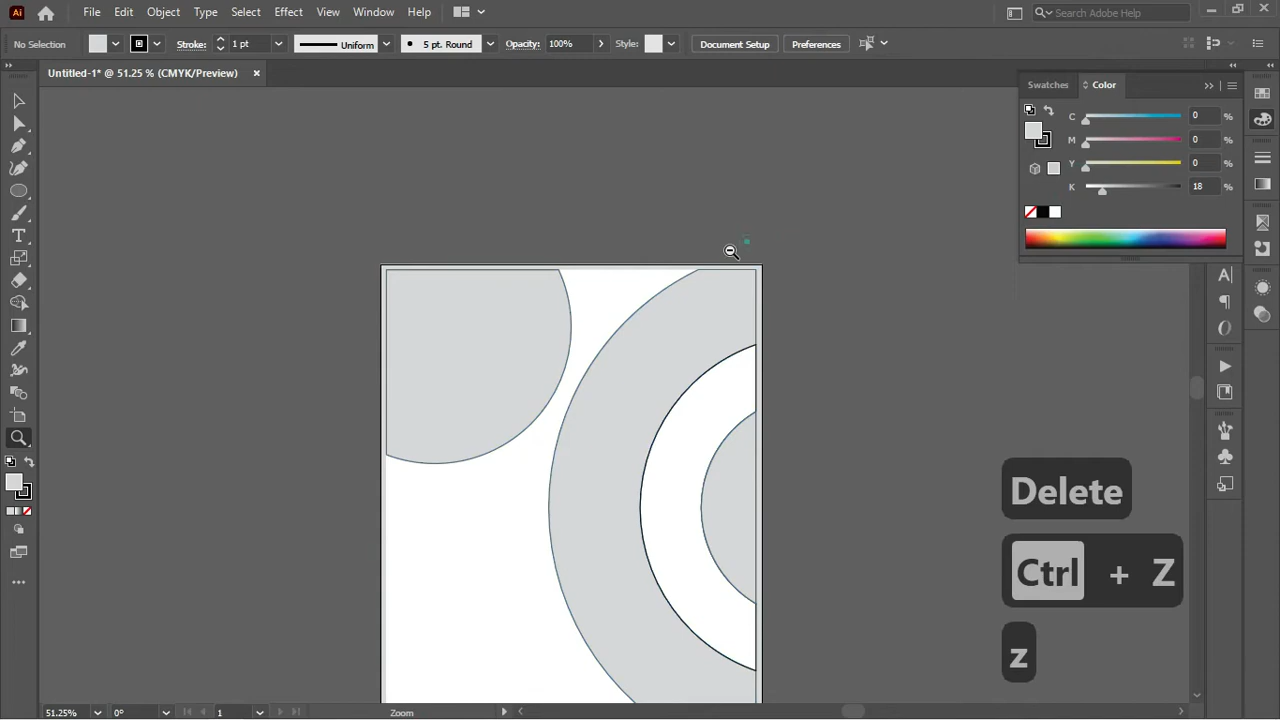 Ai File Edit Object Type Select Effect View Window Help Search Adobe Help
No Selection Stroke: 1 pt Uniform 5 pt. Round Opacity: 100% Style: Document Setup Preferences
Untitled-1* @ 51.25 % (CMYK/Preview) ×
Swatches Color
C 0 %
M 0 %
Y 0 %
K 18 %
Delete
Ctrl + Z
z
51.25% 0° 1 Zoom